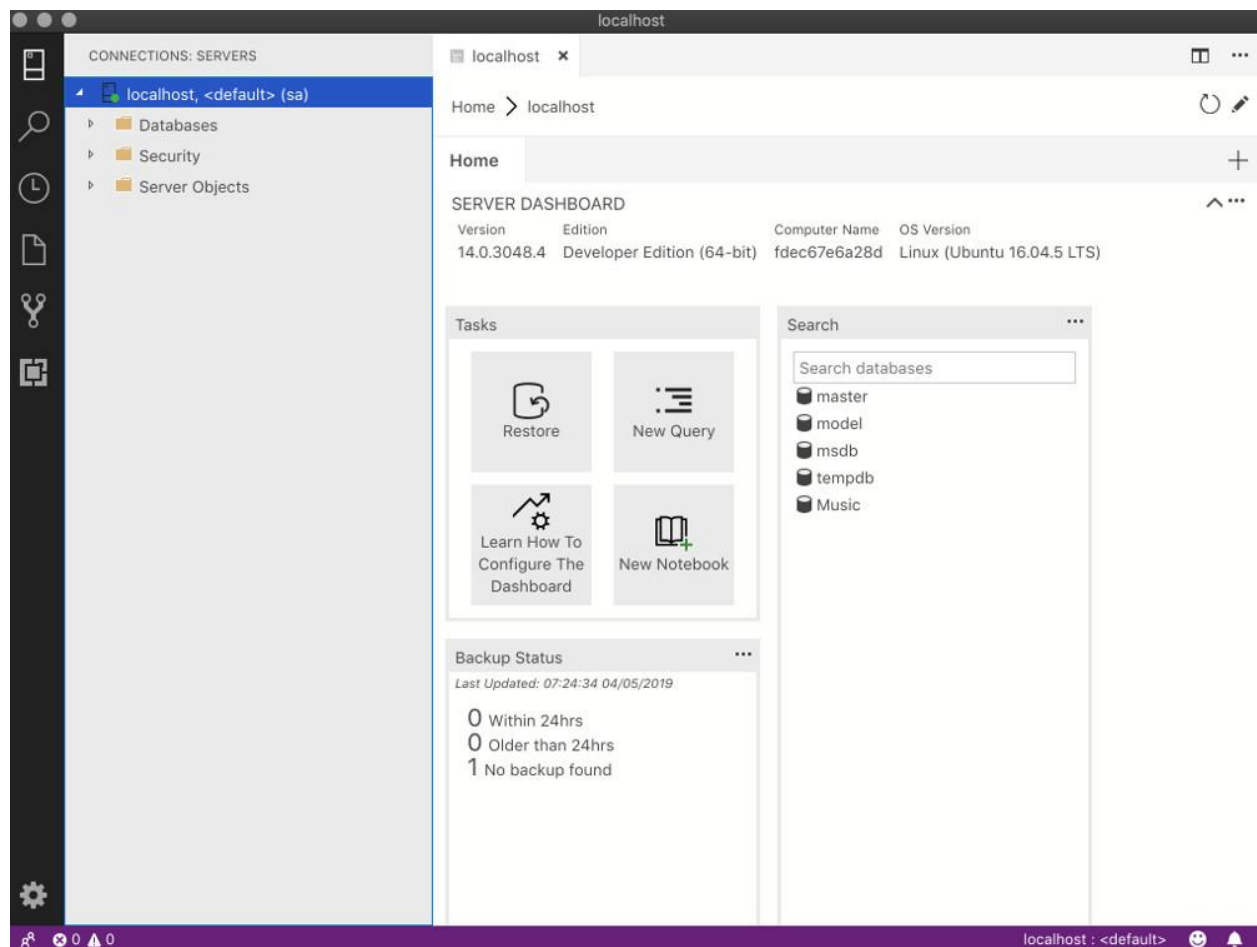 localhost
CONNECTIONS: SERVERS
localhost, <default> (sa)
Databases
Security
Server Objects
localhost
Home > localhost
Home
SERVER DASHBOARD
Version Edition Computer Name OS Version
14.0.3048.4 Developer Edition (64-bit) fdec67e6a28d Linux (Ubuntu 16.04.5 LTS)
Tasks
Restore
New Query
Learn How To
Configure The
Dashboard
New Notebook
Search
Search databases
master
model
msdb
tempdb
Music
Backup Status
Last Updated: 07:24:34 04/05/2019
0 Within 24hrs
0 Older than 24hrs
1 No backup found
0 0
localhost : <default>